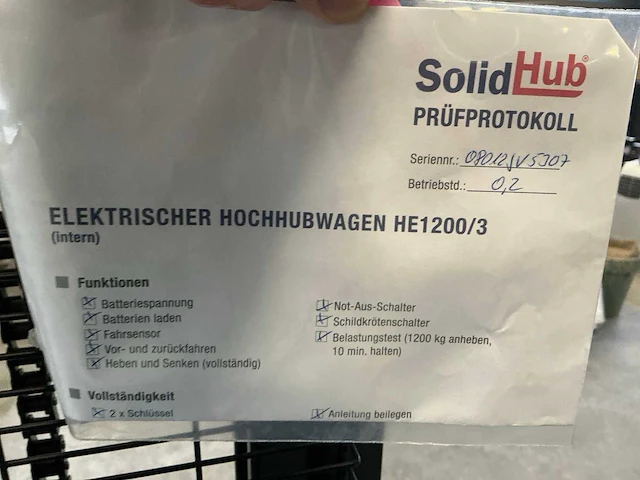 SolidHub®
PRÜFPROTOKOLL
Seriennr.:
Betriebstd.: 0,2
ELEKTRISCHER HOCHHUBWAGEN HE1200/3
(intern)
Funktionen
Batteriespannung
Batterien laden
Fahrsensor
Vor- und zurückfahren
Heben und Senken (vollständig)
Not-Aus-Schalter
Schildkrötenschalter
Belastungstest (1200 kg anheben,
10 min. halten)
Vollständigkeit
2 x Schlüssel
Anleitung beilegen